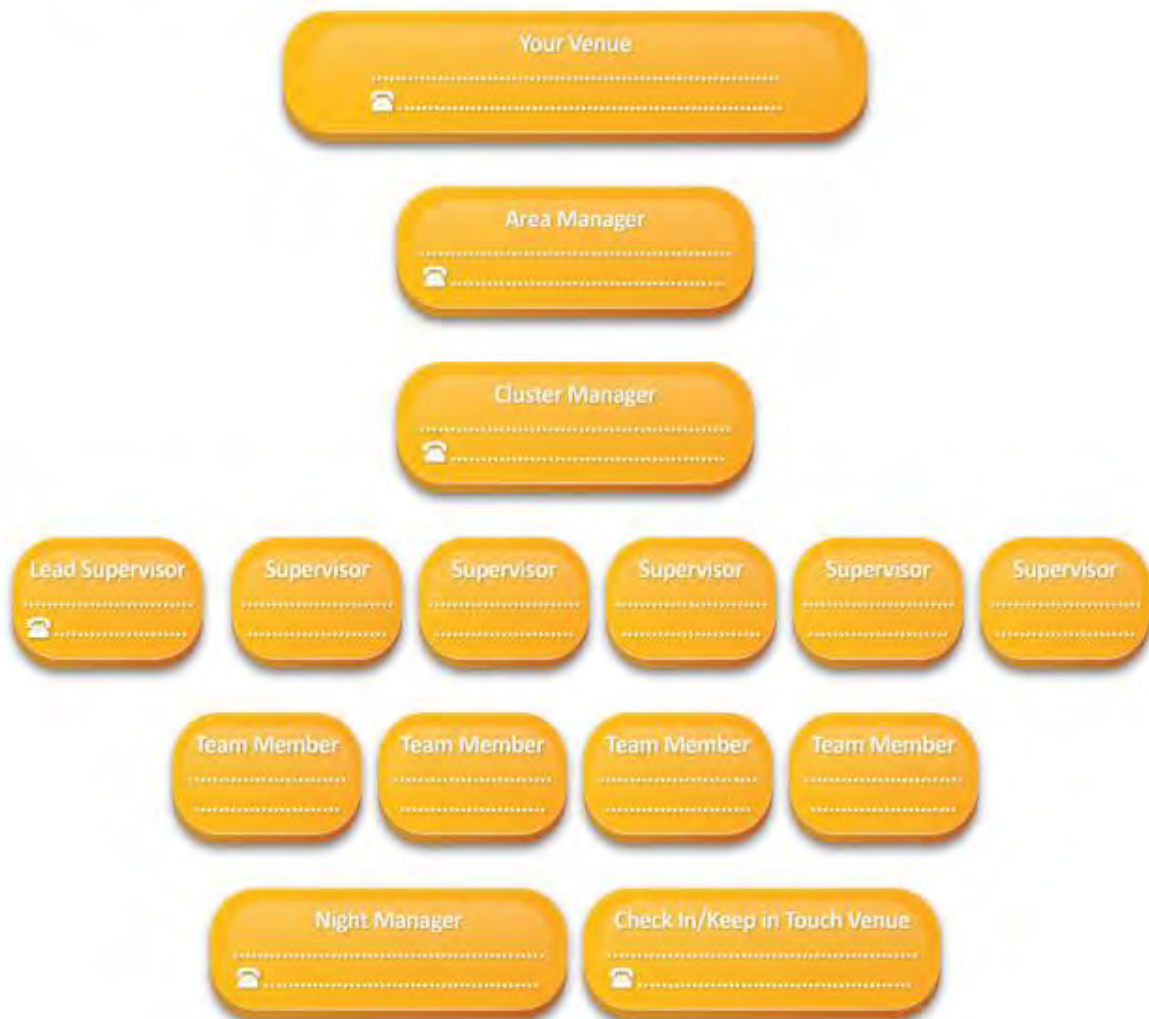 Your Venue
..........
☎ ..........
Area Manager
..........
☎ ..........
Cluster Manager
..........
☎ ..........
Lead Supervisor Supervisor Supervisor Supervisor Supervisor Supervisor
..........
☎ ..........
Team Member Team Member Team Member Team Member
..........
..........
Night Manager Check In/Keep in Touch Venue
..........
☎ ..........